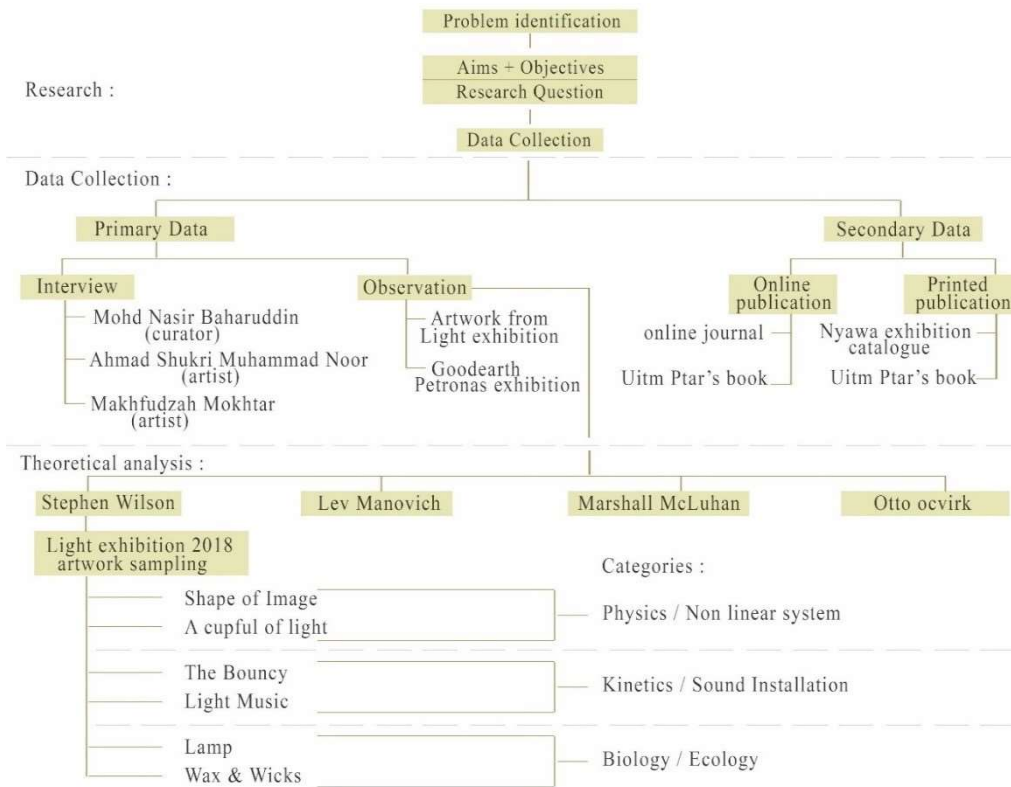 Problem identification
Aims + Objectives
Research Question
Research :
Data Collection
Data Collection :
Primary Data
Secondary Data
Interview
Observation
Online
publication
Printed
publication
Mohd Nasir Baharuddin
(curator)
Ahmad Shukri Muhammad Noor
(artist)
Makhfudzah Mokhtar
(artist)
Artwork from
Light exhibition
Goodearth
Petronas exhibition
online journal
Uitm Ptar's book
Nyawa exhibition
catalogue
Uitm Ptar's book
Theoretical analysis :
Stephen Wilson
Lev Manovich
Marshall McLuhan
Otto ocvirk
Light exhibition 2018
artwork sampling
Categories :
Shape of Image
A cupful of light
Physics / Non linear system
The Bouncy
Light Music
Kinetics / Sound Installation
Lamp
Wax & Wicks
Biology / Ecology